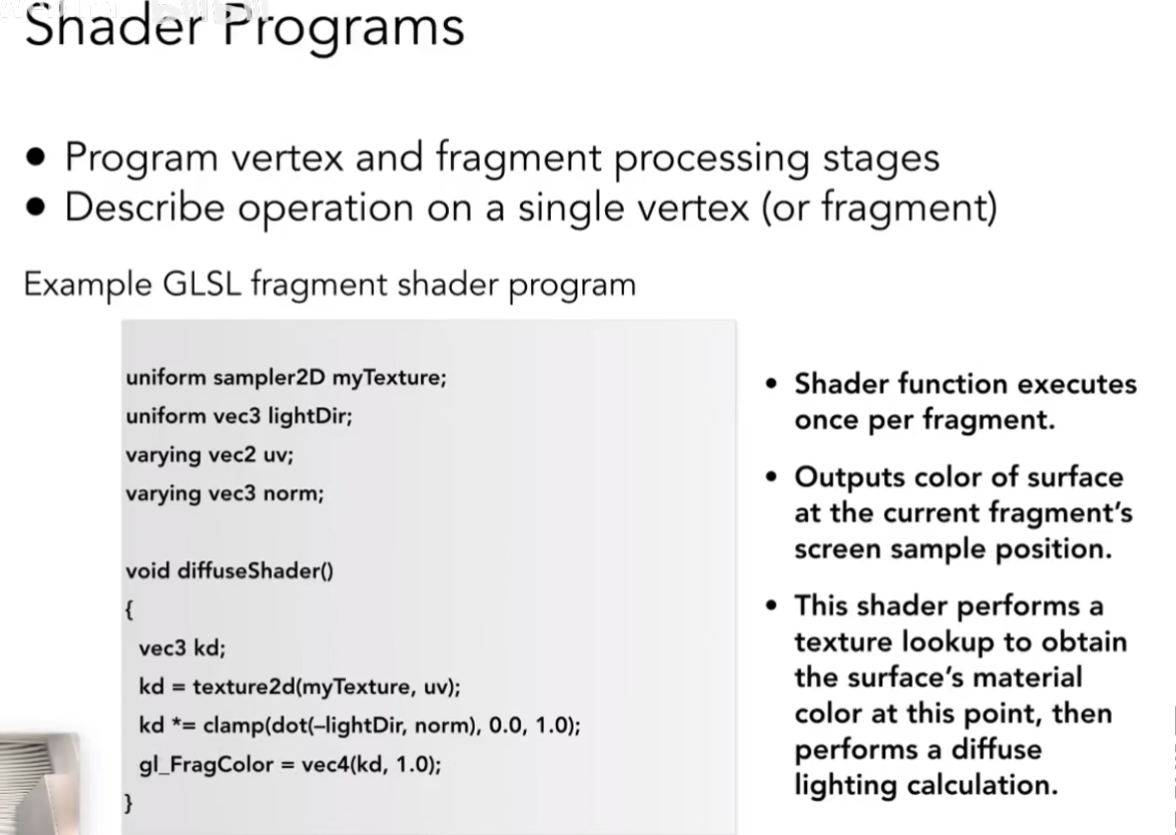 Shader Programs
● Program vertex and fragment processing stages
● Describe operation on a single vertex (or fragment)
Example GLSL fragment shader program
uniform sampler2D myTexture;
uniform vec3 lightDir;
varying vec2 uv;
varying vec3 norm;
void diffuseShader()
{
vec3 kd;
kd = texture2d(myTexture, uv);
kd *= clamp(dot(–lightDir, norm), 0.0, 1.0);
gl_FragColor = vec4(kd, 1.0);
}
• Shader function executes
once per fragment.
• Outputs color of surface
at the current fragment's
screen sample position.
• This shader performs a
texture lookup to obtain
the surface's material
color at this point, then
performs a diffuse
lighting calculation.